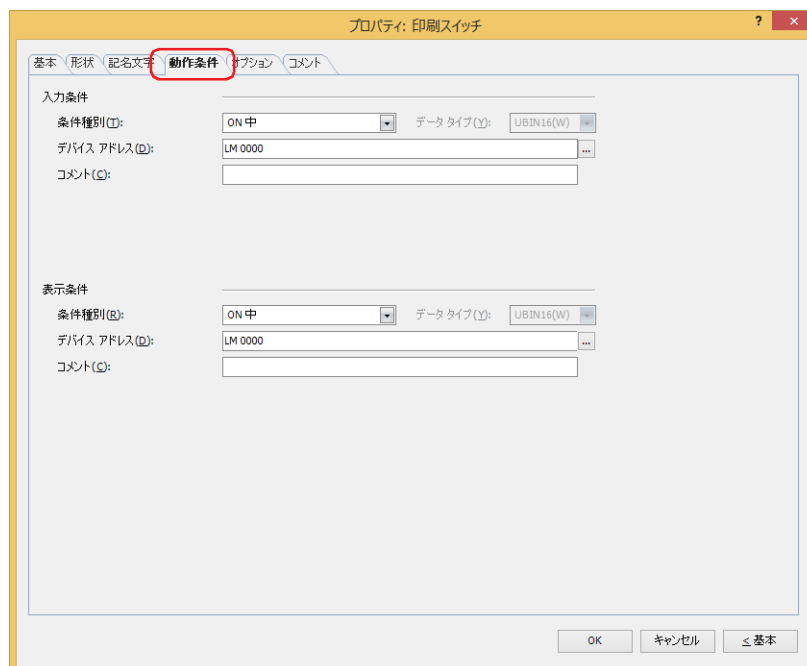 プロパティ: 印刷スイッチ ? ×
基本 形状 記名文字 動作条件 オプション コメント
入力条件
条件種別(T): ON 中 データ タイプ(Y): UBIN16(W)
デバイス アドレス(D): LM 0000 ...
コメント(C):
表示条件
条件種別(R): ON 中 データ タイプ(Y): UBIN16(W)
デバイス アドレス(D): LM 0000 ...
コメント(C):
OK キャンセル < 基本